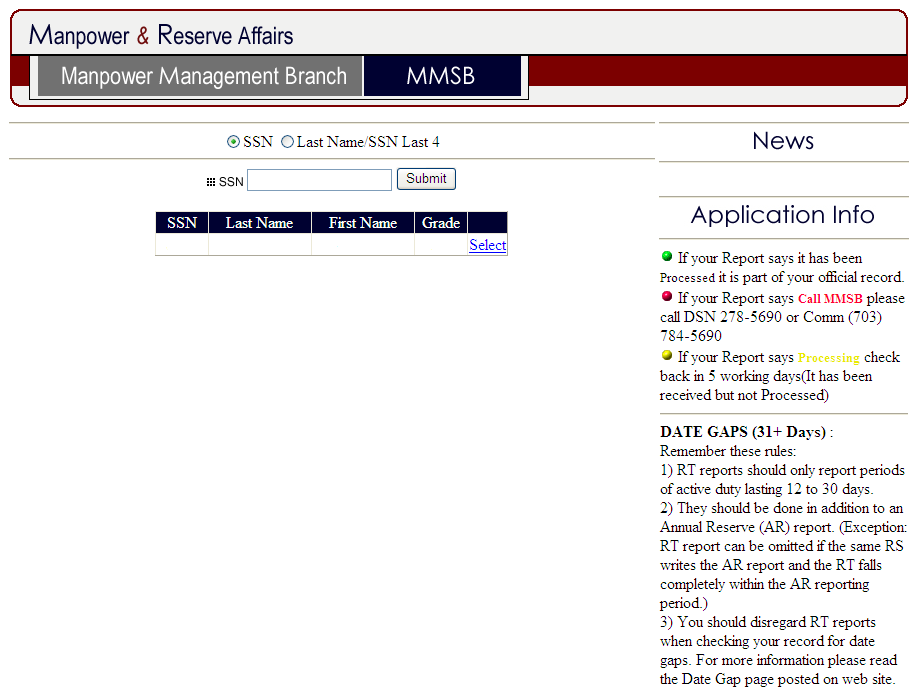 Manpower & Reserve Affairs
Manpower Management Branch MMSB
SSN Last Name/SSN Last 4
SSN Submit
SSN Last Name First Name Grade
Select
News
Application Info
If your Report says it has been
Processed it is part of your official record.
If your Report says Call MMSB please
call DSN 278-5690 or Comm (703)
784-5690
If your Report says Processing check
back in 5 working days(It has been
received but not Processed)
DATE GAPS (31+ Days) :
Remember these rules:
1) RT reports should only report periods
of active duty lasting 12 to 30 days.
2) They should be done in addition to an
Annual Reserve (AR) report. (Exception:
RT report can be omitted if the same RS
writes the AR report and the RT falls
completely within the AR reporting
period.)
3) You should disregard RT reports
when checking your record for date
gaps. For more information please read
the Date Gap page posted on web site.